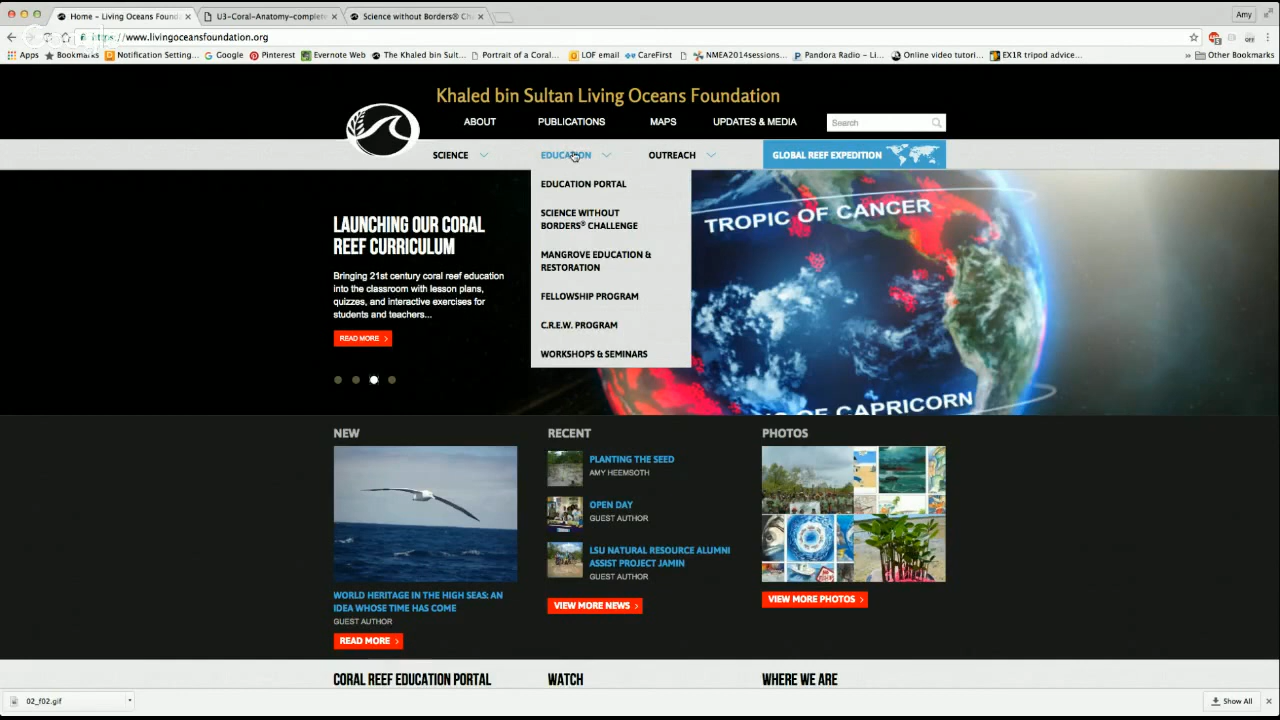 Home – Living Oceans Founda
U3-Coral-Anatomy-complete
Science without Borders® Cha
Amy
https://www.livingoceansfoundation.org
Apps
Bookmarks
Notification Setting...
Google
Pinterest
Evernote Web
The Khaled bin Sult...
Portrait of a Coral...
LOF email
CareFirst
NMEA2014sessions...
Pandora Radio – Li...
Online video tutori...
EX1R tripod advice...
Other Bookmarks
Khaled bin Sultan Living Oceans Foundation
ABOUT
PUBLICATIONS
MAPS
UPDATES & MEDIA
Search
SCIENCE
EDUCATION
OUTREACH
GLOBAL REEF EXPEDITION
EDUCATION PORTAL
SCIENCE WITHOUT
BORDERS® CHALLENGE
MANGROVE EDUCATION &
RESTORATION
FELLOWSHIP PROGRAM
C.R.E.W. PROGRAM
WORKSHOPS & SEMINARS
LAUNCHING OUR CORAL
REEF CURRICULUM
Bringing 21st century coral reef education
into the classroom with lesson plans,
quizzes, and interactive exercises for
students and teachers...
READ MORE
TROPIC OF CANCER
OF CAPRICORN
NEW
WORLD HERITAGE IN THE HIGH SEAS: AN
IDEA WHOSE TIME HAS COME
GUEST AUTHOR
READ MORE
RECENT
PLANTING THE SEED
AMY HEEMSOTH
OPEN DAY
GUEST AUTHOR
LSU NATURAL RESOURCE ALUMNI
ASSIST PROJECT JAMIN
GUEST AUTHOR
VIEW MORE NEWS
PHOTOS
VIEW MORE PHOTOS
CORAL REEF EDUCATION PORTAL
WATCH
WHERE WE ARE
02_f02.gif
Show All